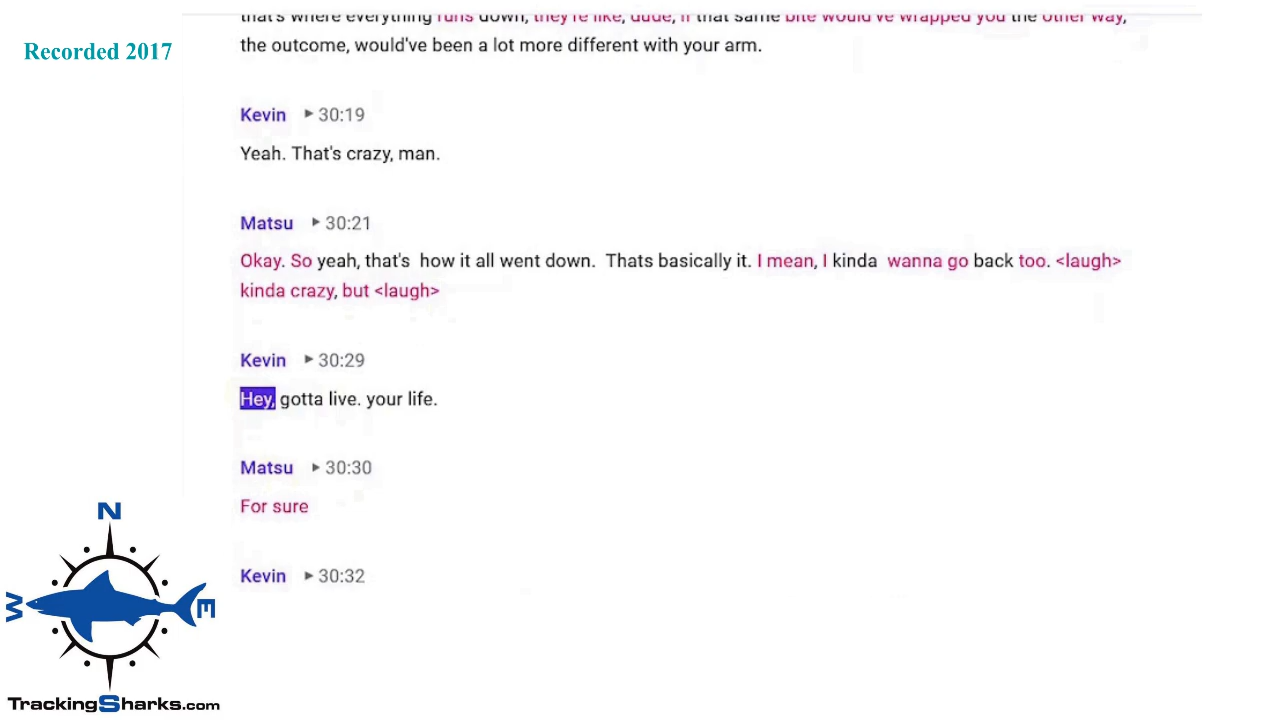 that's where everything runs down, they're like, dude, if that same bite would've wrapped you the other way,
Recorded 2017
the outcome, would've been a lot more different with your arm.
Kevin 30:19
Yeah. That's crazy, man.
Matsu 30:21
Okay. So yeah, that's how it all went down. Thats basically it. I mean, I kinda wanna go back too. <laugh>
kinda crazy, but <laugh>
Kevin 30:29
Hey, gotta live. your life.
Matsu 30:30
For sure
Kevin 30:32
N
W E
TrackingSharks.com